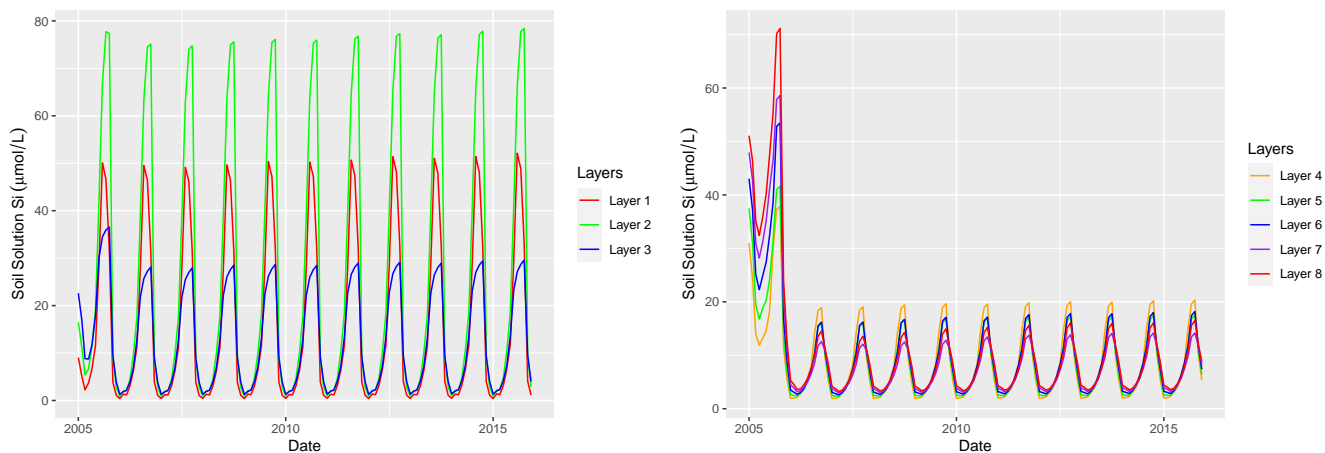 80
60
40
20
0
Soil Solution Si (μmol/L)
2005
2010
2015
Date
Layers
Layer 1
Layer 2
Layer 3
60
40
20
0
Soil Solution Si (μmol/L)
2005
2010
2015
Date
Layers
Layer 4
Layer 5
Layer 6
Layer 7
Layer 8